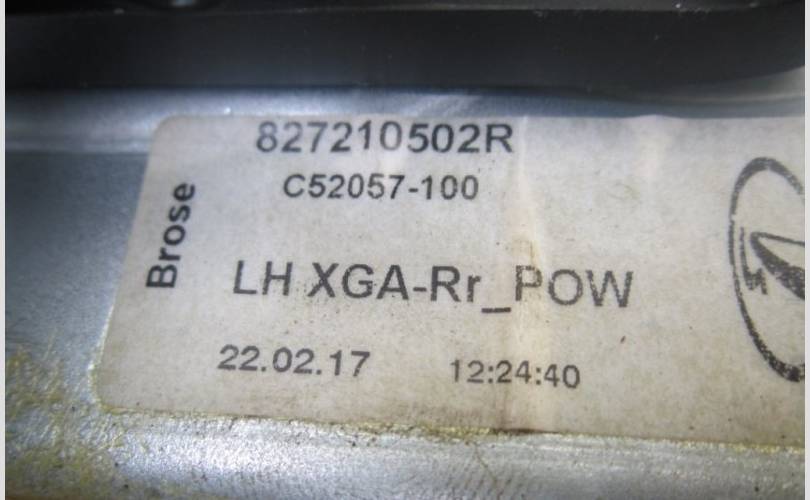 827210502R
C52057-100
Brose
LH XGA-Rr_POW
22.02.17 12:24:40